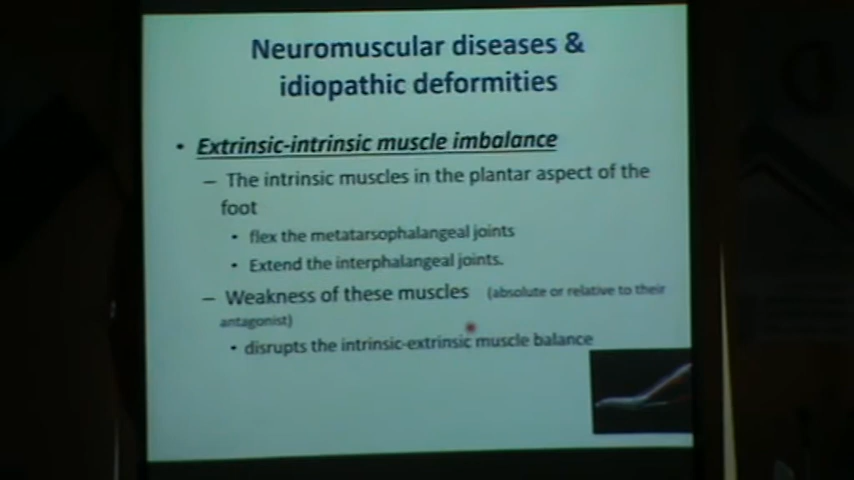 Neuromuscular diseases &
idiopathic deformities
• Extrinsic-intrinsic muscle imbalance
– The intrinsic muscles in the plantar aspect of the
foot
• flex the metatarsophalangeal joints
• Extend the interphalangeal joints.
– Weakness of these muscles (absolute or relative to their
antagonist)
• disrupts the intrinsic-extrinsic muscle balance